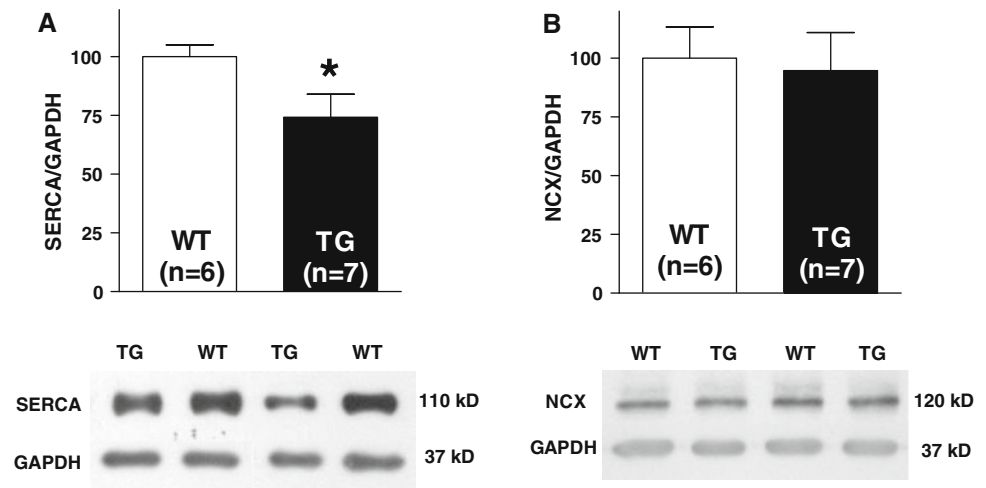 A
SERCA/GAPDH
100
75
50
25
0
*
WT
(n=6)
TG
(n=7)
TG WT TG WT
SERCA 110 kD
GAPDH 37 kD
B
NCX/GAPDH
100
75
50
25
0
WT
(n=6)
TG
(n=7)
WT TG WT TG
NCX 120 kD
GAPDH 37 kD